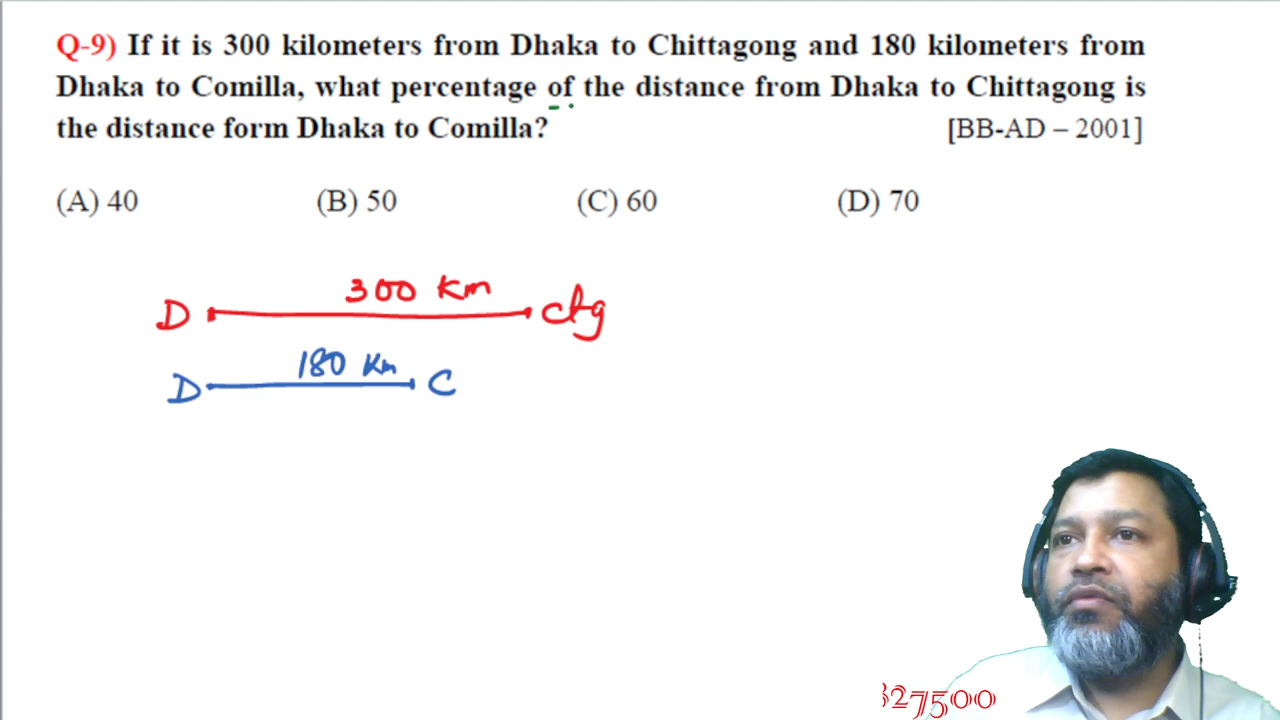 Q-9) If it is 300 kilometers from Dhaka to Chittagong and 180 kilometers from
Dhaka to Comilla, what percentage of the distance from Dhaka to Chittagong is
the distance form Dhaka to Comilla? [BB-AD – 2001]
(A) 40 (B) 50 (C) 60 (D) 70
300 km
D ctg
180 km
D C
327500